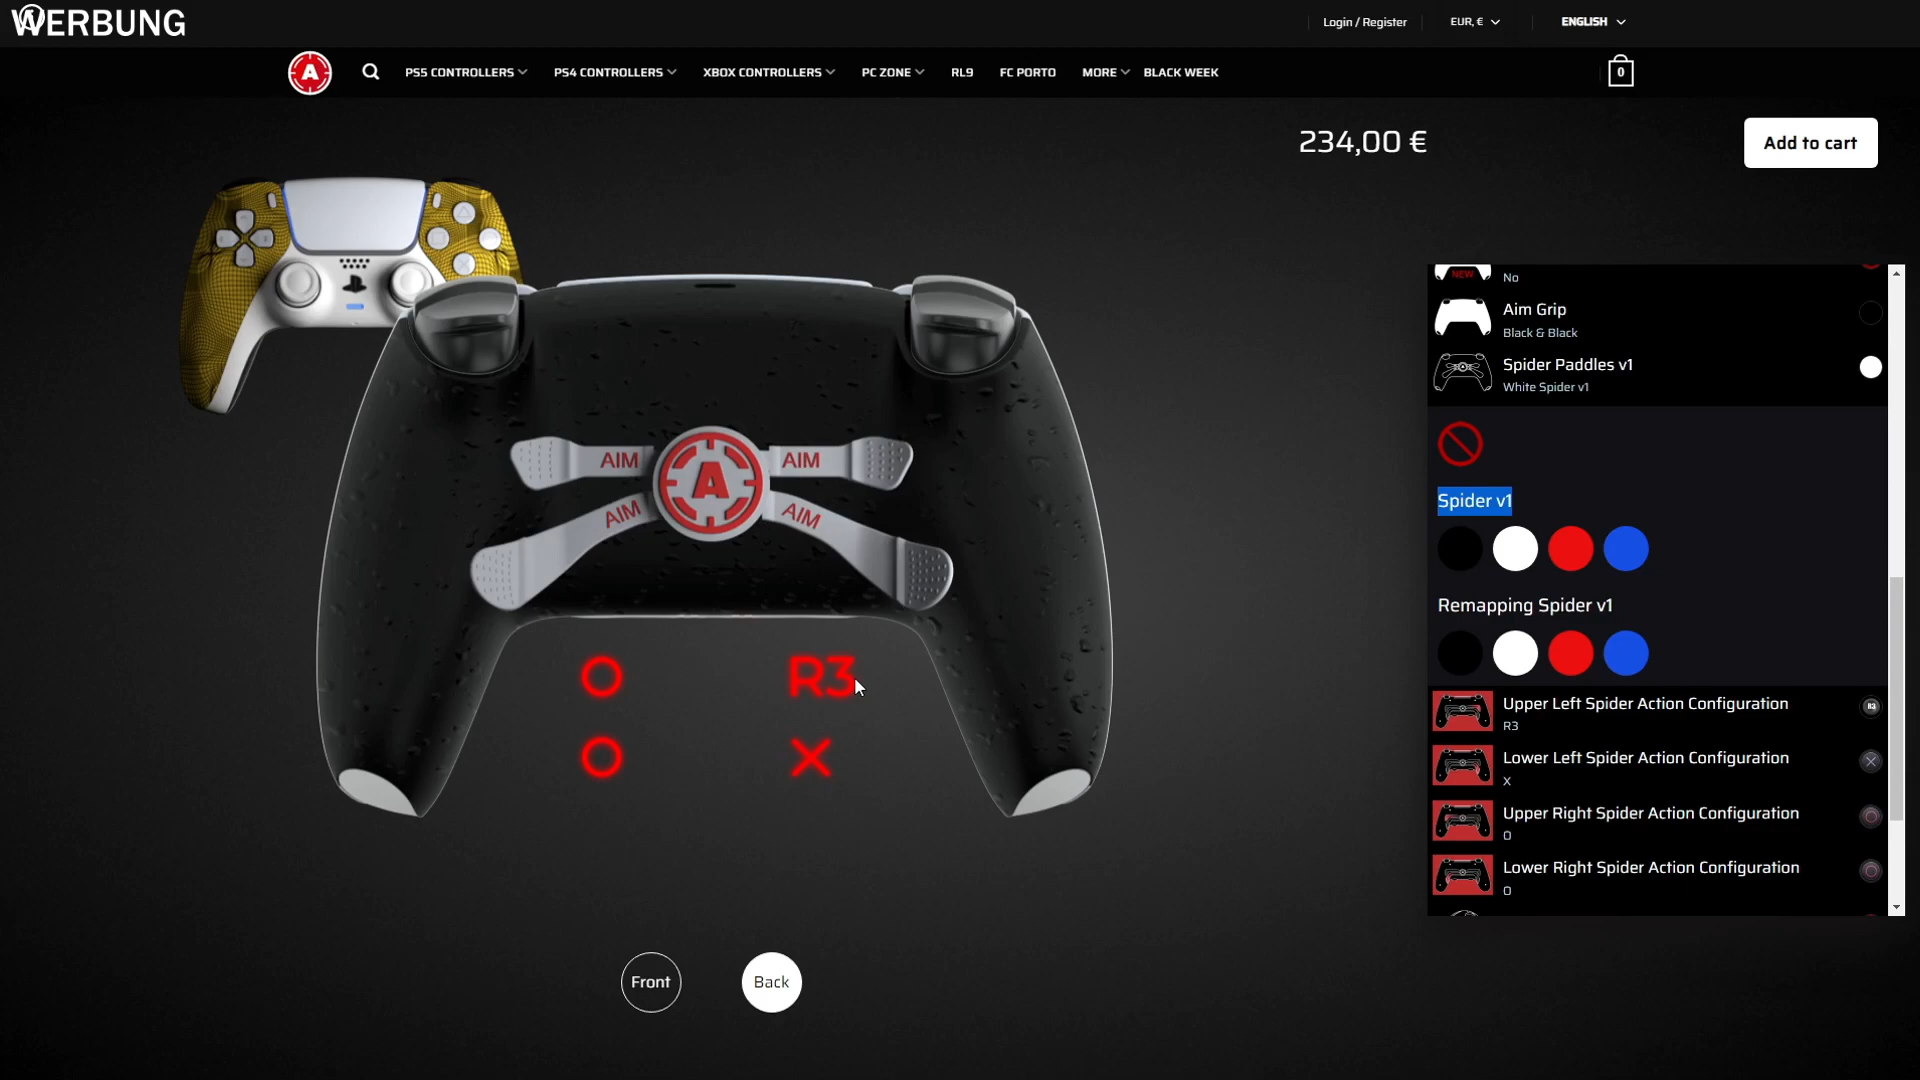 WERBUNG
Login / Register
EUR, €
ENGLISH
A
PS5 CONTROLLERS
PS4 CONTROLLERS
XBOX CONTROLLERS
PC ZONE
RL9
FC PORTO
MORE
BLACK WEEK
0
234,00 €
Add to cart
NEW
No
Aim Grip
Black & Black
Spider Paddles v1
White Spider v1
AIM
AIM
A
AIM
AIM
Spider v1
Remapping Spider v1
O
R3
O
X
Upper Left Spider Action Configuration
R3
R3
Lower Left Spider Action Configuration
X
Upper Right Spider Action Configuration
O
Lower Right Spider Action Configuration
O
Front
Back